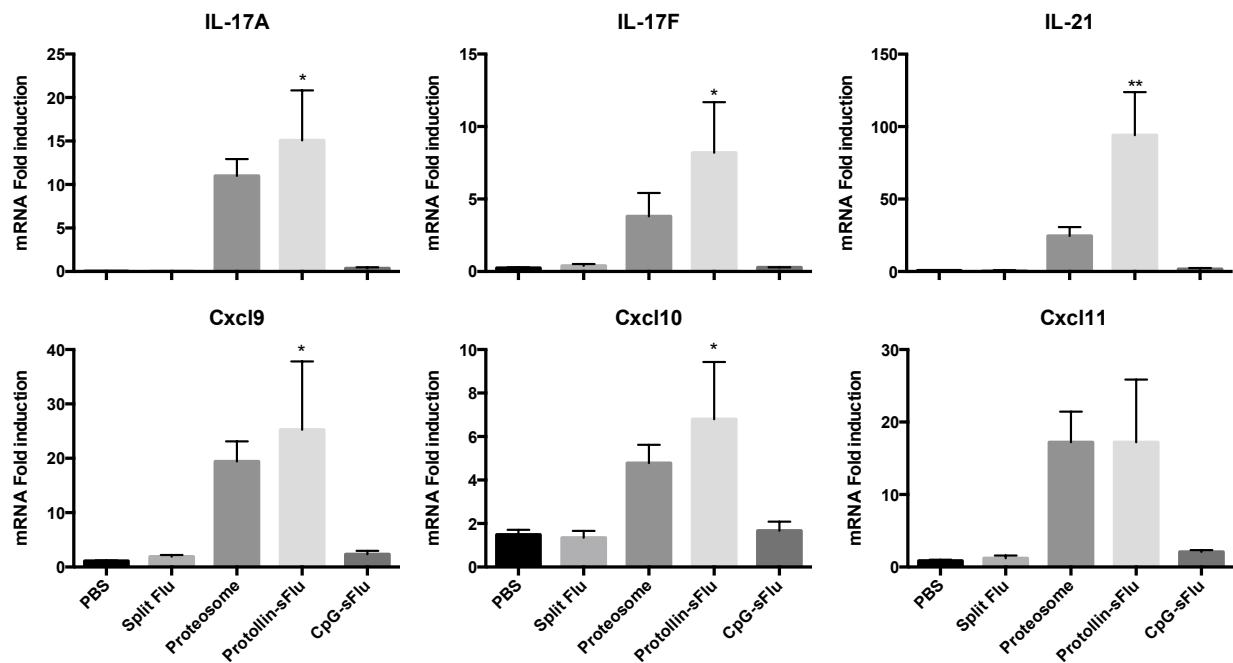 IL-17A
mRNA Fold induction
25
20
15
10
5
0
*
IL-17F
mRNA Fold induction
15
10
5
0
*
IL-21
mRNA Fold induction
150
100
50
0
**
Cxcl9
mRNA Fold induction
40
30
20
10
0
*
PBS
Split Flu
Proteosome
Protollin-sFlu
CpG-sFlu
Cxcl10
mRNA Fold induction
10
8
6
4
2
0
*
PBS
Split Flu
Proteosome
Protollin-sFlu
CpG-sFlu
Cxcl11
mRNA Fold induction
30
20
10
0
PBS
Split Flu
Proteosome
Protollin-sFlu
CpG-sFlu